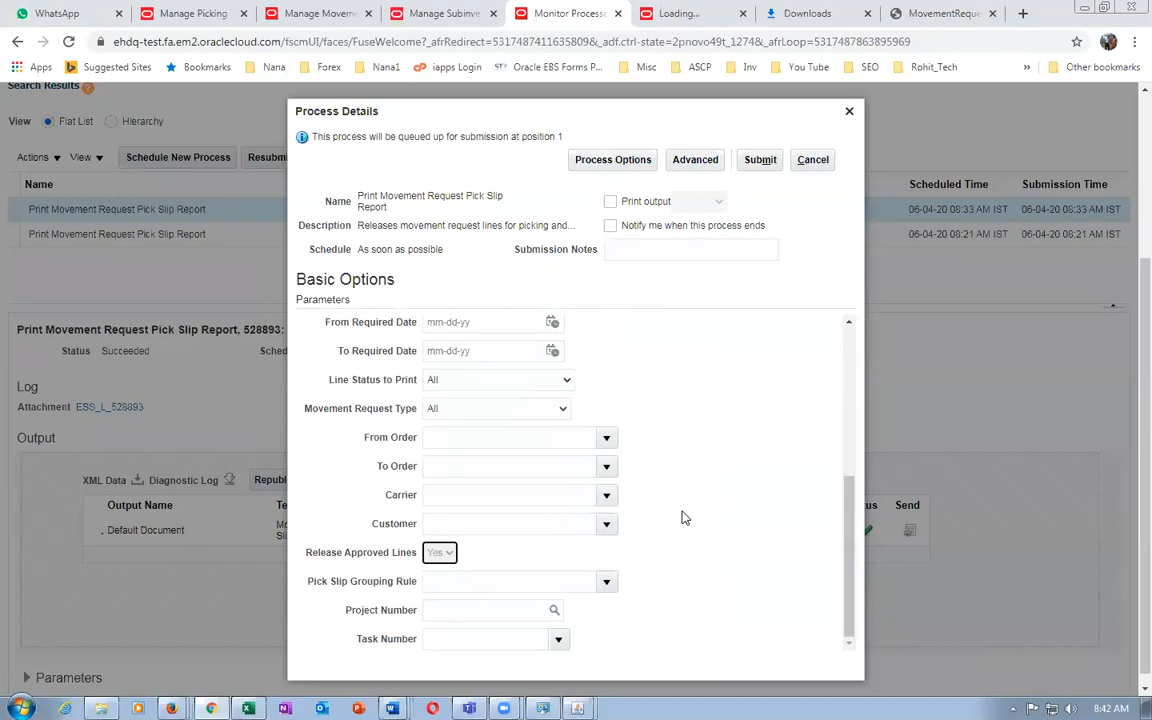 WhatsApp
Manage Picking
Manage Movem
Manage Subinve
Monitor Processe
Loading...
Downloads
MovementReque
ehdq-test.fa.em2.oraclecloud.com/fscmUI/faces/FuseWelcome?_afrRedirect=5317487411635809&_adf.ctrl-state=2pnovo49t_1274&_afrLoop=5317487863895969
Apps
Suggested Sites
Bookmarks
Nana
Forex
Nana1
iapps Login
Oracle EBS Forms P...
Misc
ASCP
Inv
You Tube
SEO
Rohit_Tech
Other bookmarks
Search Results
View Flat List Hierarchy
Actions View Schedule New Process Resubm
Name Scheduled Time Submission Time
Print Movement Request Pick Slip Report 06-04-20 08:33 AM IST 06-04-20 08:33 AM IST
Print Movement Request Pick Slip Report 06-04-20 08:21 AM IST 06-04-20 08:21 AM IST
Print Movement Request Pick Slip Report, 528893:
Status Succeeded Sched
Log
Attachment ESS_L_528893
Output
XML Data Diagnostic Log Republ
Output Name Te tus Send
Default Document Mo
Slip
Parameters
Process Details
This process will be queued up for submission at position 1
Process Options Advanced Submit Cancel
Name Print Movement Request Pick Slip
Report
Print output
Description Releases movement request lines for picking and...
Notify me when this process ends
Schedule As soon as possible
Submission Notes
Basic Options
Parameters
From Required Date mm-dd-yy
To Required Date mm-dd-yy
Line Status to Print All
Movement Request Type All
From Order
To Order
Carrier
Customer
Release Approved Lines Yes
Pick Slip Grouping Rule
Project Number
Task Number
8:42 AM